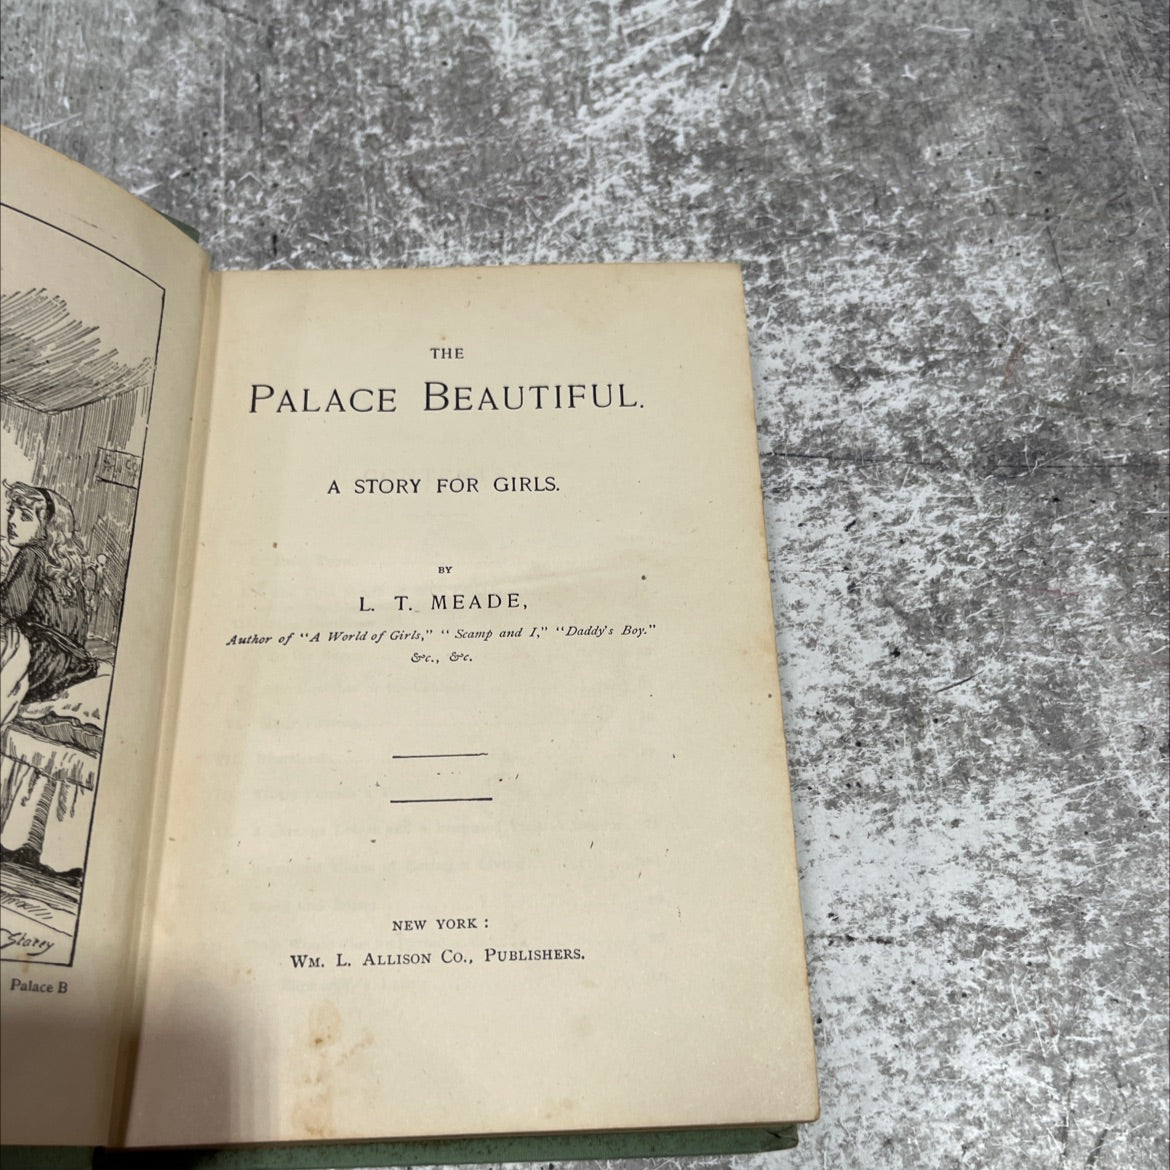 THE
PALACE BEAUTIFUL.
A STORY FOR GIRLS.
BY
L. T. MEADE,
Author of "A World of Girls," "Scamp and I," "Daddy's Boy."
&c., &c.
NEW YORK:
WM. L. ALLISON CO., PUBLISHERS.
Storey
Palace B